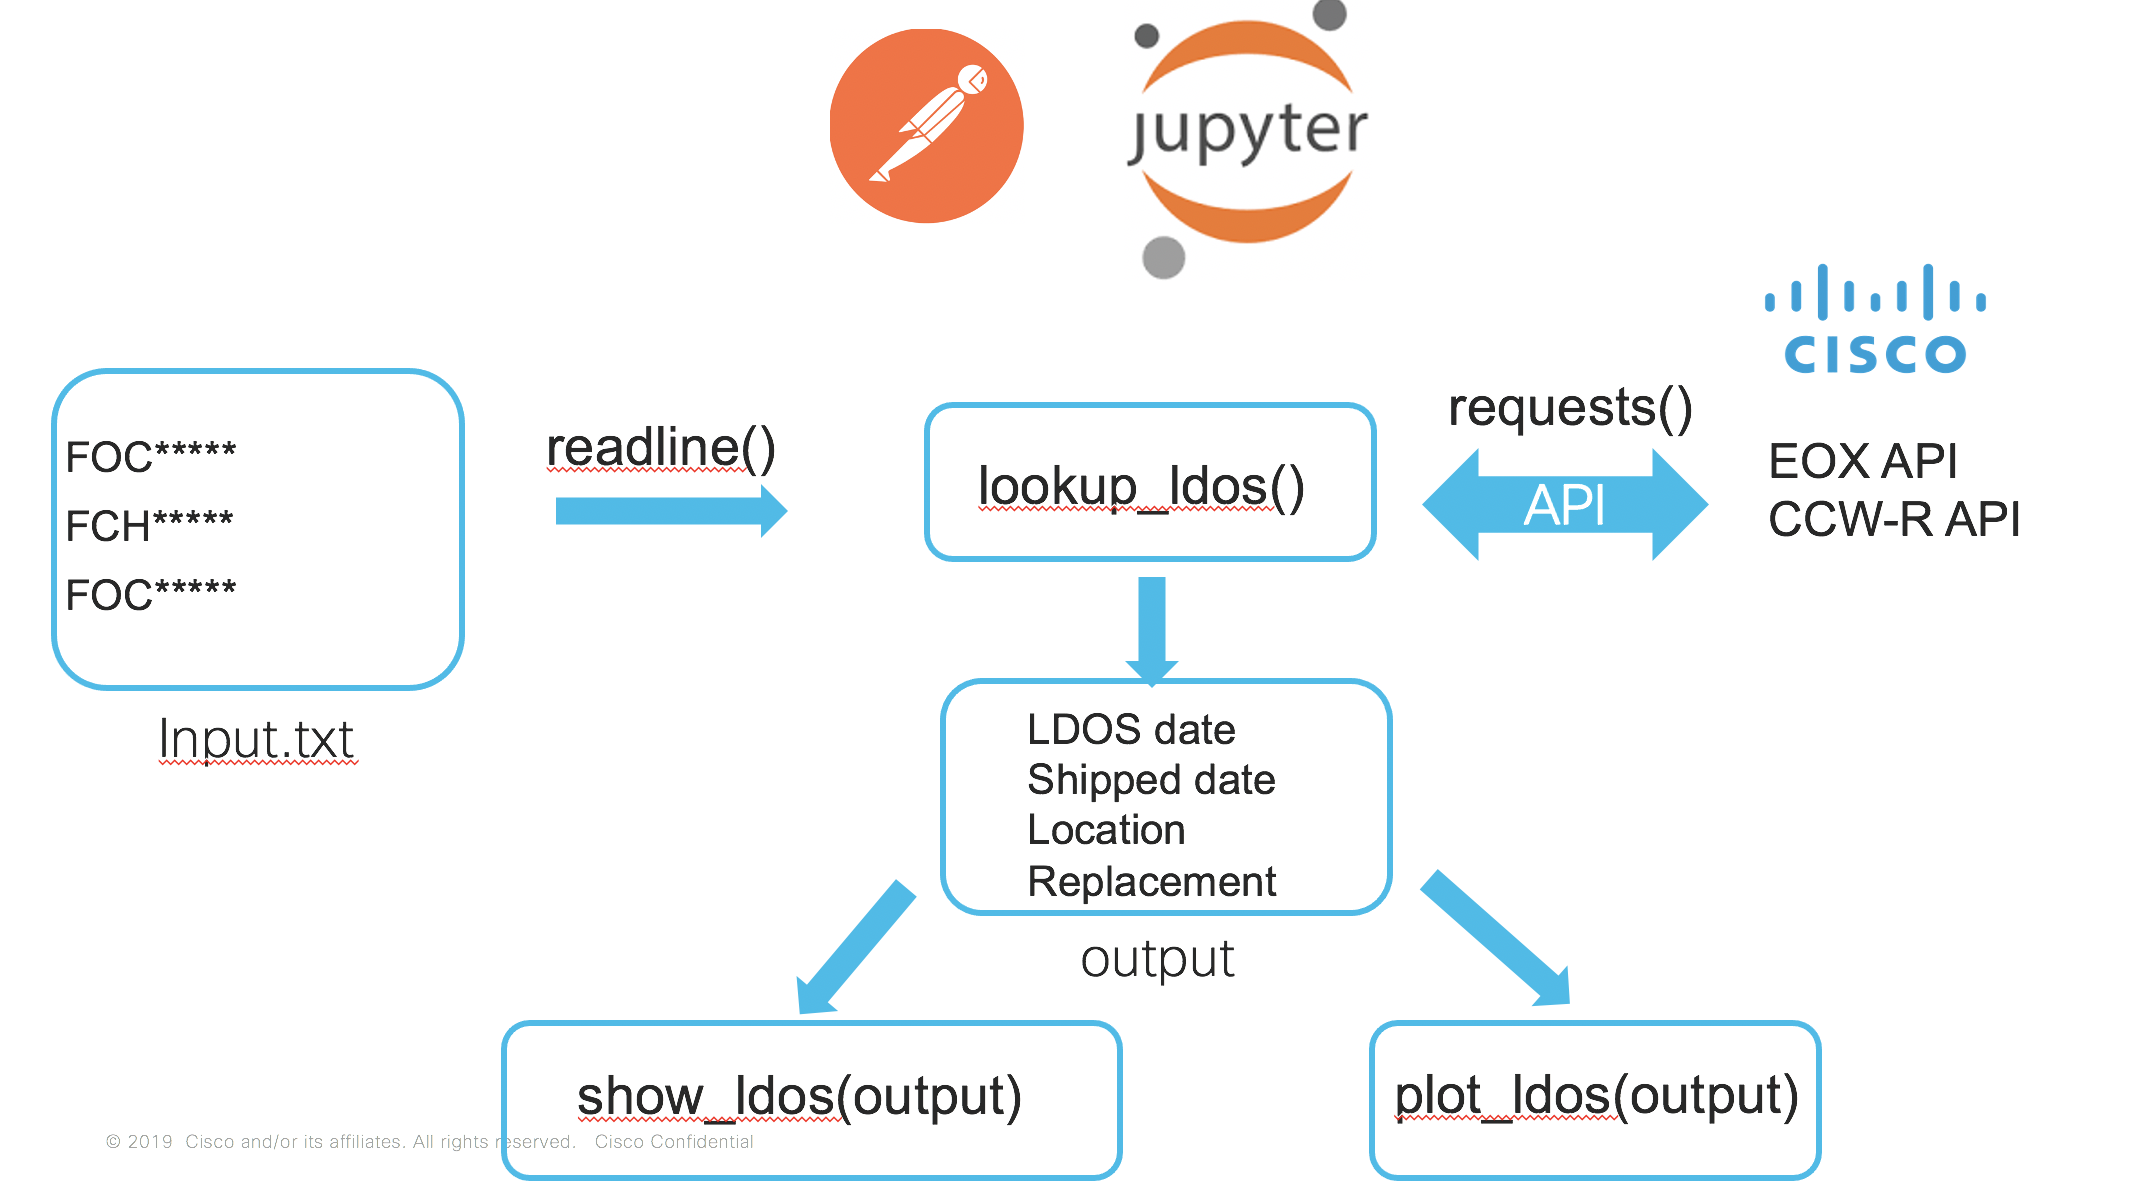 jupyter
CISCO
requests()
readline()
FOC*****
FCH*****
FOC*****
Input.txt
lookup_ldos()
API
EOX API
CCW-R API
LDOS date
Shipped date
Location
Replacement
output
show_ldos(output)
plot_ldos(output)
© 2019 Cisco and/or its affiliates. All rights reserved. Cisco Confidential